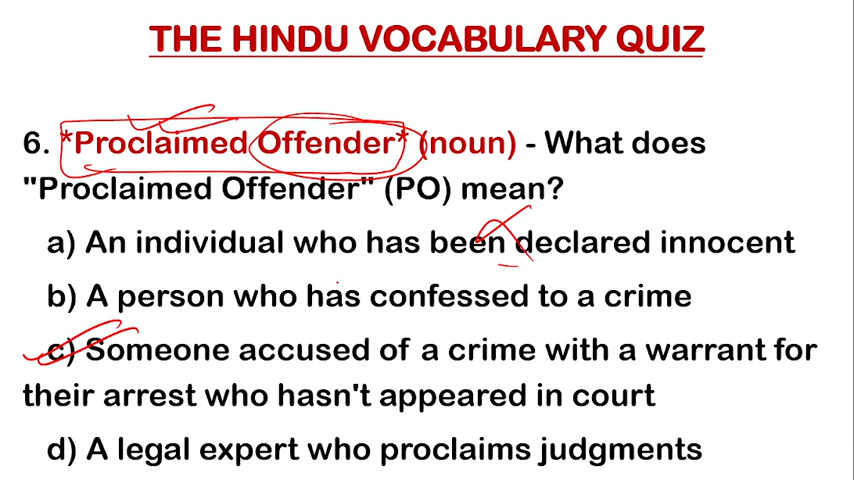 THE HINDU VOCABULARY QUIZ
6. *Proclaimed Offender* (noun) - What does
"Proclaimed Offender" (PO) mean?
a) An individual who has been declared innocent
b) A person who has confessed to a crime
c) Someone accused of a crime with a warrant for
their arrest who hasn't appeared in court
d) A legal expert who proclaims judgments